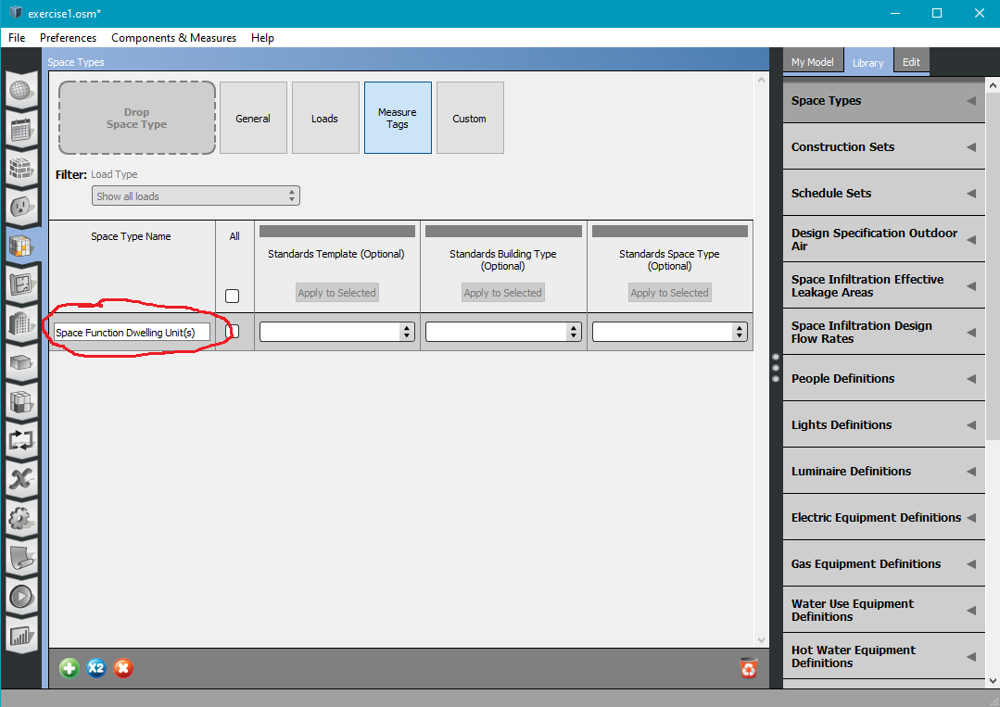 exercise1.osm*
File Preferences Components & Measures Help
Space Types
My Model Library Edit
Drop
Space Type
General
Loads
Measure
Tags
Custom
Filter: Load Type
Show all loads
Space Type Name
All
Standards Template (Optional)
Apply to Selected
Standards Building Type
(Optional)
Apply to Selected
Standards Space Type
(Optional)
Apply to Selected
Space Function Dwelling Unit(s)
X2
Space Types
Construction Sets
Schedule Sets
Design Specification Outdoor
Air
Space Infiltration Effective
Leakage Areas
Space Infiltration Design
Flow Rates
People Definitions
Lights Definitions
Luminaire Definitions
Electric Equipment Definitions
Gas Equipment Definitions
Water Use Equipment
Definitions
Hot Water Equipment
Definitions